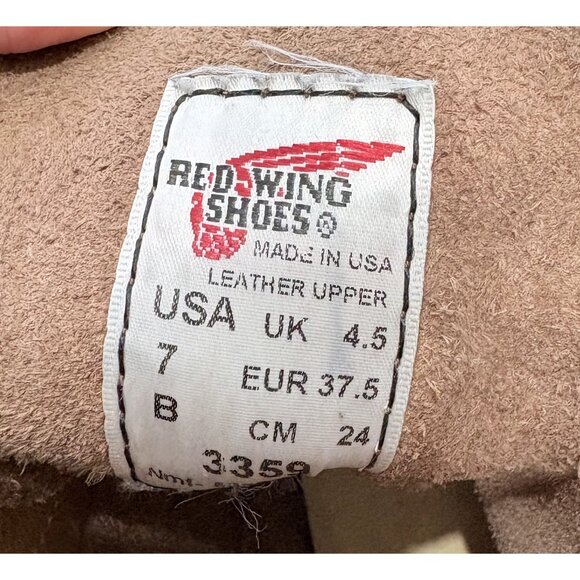 RED WING
SHOES®
MADE IN USA
LEATHER UPPER
USA UK 4.5
7 EUR 37.5
B CM 24
3359